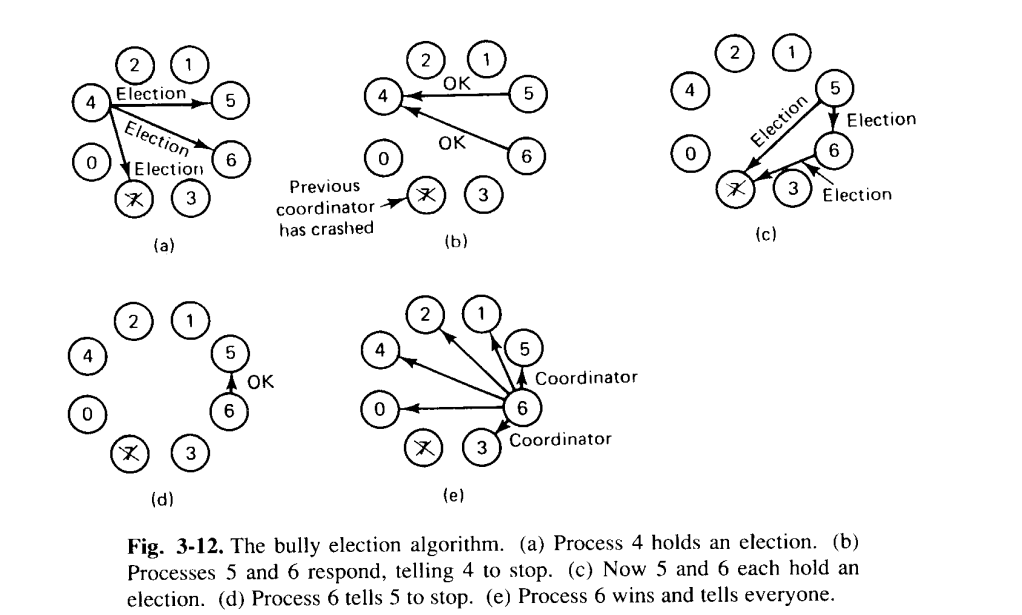 2 1
4 Election 5
Election
0 Election 6
7 3
(a)
2 1
4 OK 5
OK
0 6
Previous
coordinator
has crashed
7 3
(b)
2 1
4 5
Election
Election
0 6
7 3
Election
(c)
2 1
4 5
OK
0 6
7 3
(d)
2 1
4 5
Coordinator
0 6
7 3 Coordinator
(e)
Fig. 3-12. The bully election algorithm. (a) Process 4 holds an election. (b)
Processes 5 and 6 respond, telling 4 to stop. (c) Now 5 and 6 each hold an
election. (d) Process 6 tells 5 to stop. (e) Process 6 wins and tells everyone.